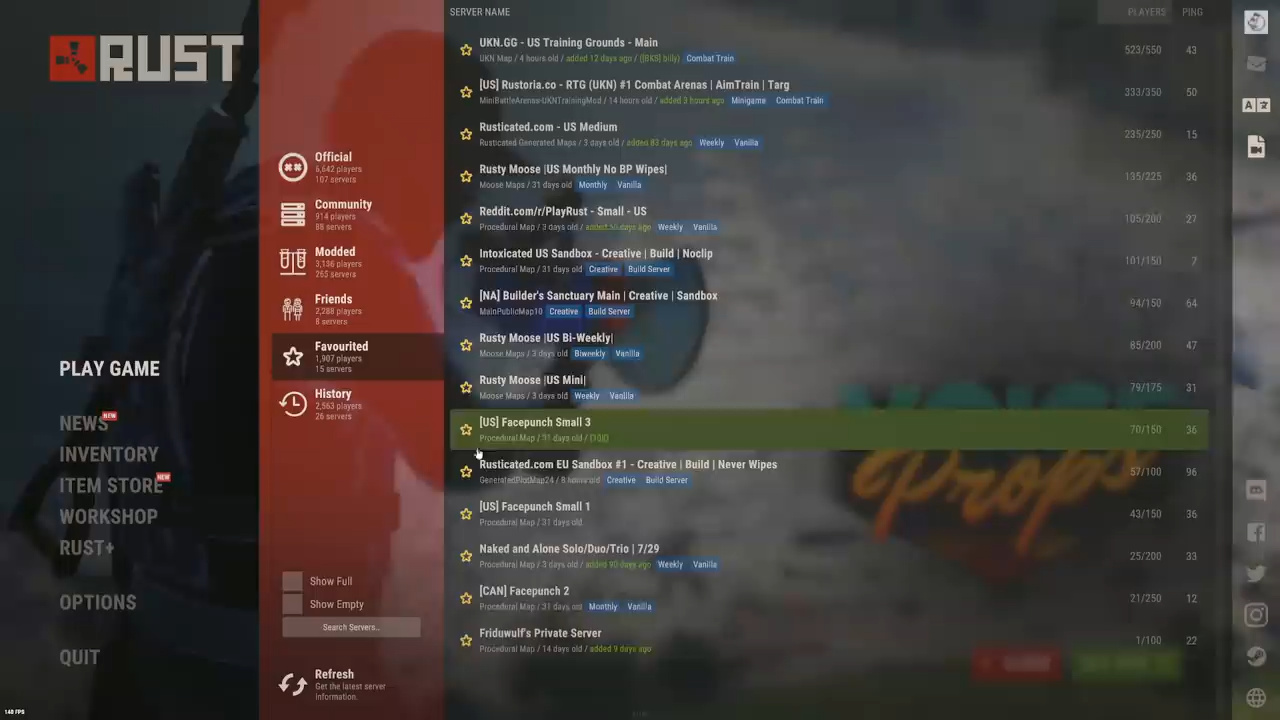 RUST
PLAY GAME
NEWS NEW
INVENTORY
ITEM STORE NEW
WORKSHOP
RUST+
OPTIONS
QUIT
140 FPS
Official
6,642 players
107 servers
Community
914 players
88 servers
Modded
3,136 players
265 servers
Friends
2,288 players
8 servers
Favourited
1,907 players
15 servers
History
2,563 players
26 servers
Show Full
Show Empty
Search Servers...
Refresh
Get the latest server
information.
SERVER NAME PLAYERS PING
UKN.GG - US Training Grounds - Main 523/550 43
UKN Map / 4 hours old / added 12 days ago / ([BKS] billy) Combat Train
[US] Rustoria.co - RTG (UKN) #1 Combat Arenas | AimTrain | Targ 333/350 50
MiniBattleArenas-UKNTrainingMcd / 14 hours old / added 3 hours ago Minigame Combat Train
Rusticated.com - US Medium 235/250 15
Rusticated Generated Maps / 3 days old / added 83 days ago Weekly Vanilla
Rusty Moose |US Monthly No BP Wipes| 135/225 36
Moose Maps / 31 days old Monthly Vanilla
Reddit.com/r/PlayRust - Small - US 105/200 27
Procedural Map / 3 days old / added 50 days ago Weekly Vanilla
Intoxicated US Sandbox - Creative | Build | Noclip 101/150 7
Procedural Map / 31 days old Creative Build Server
[NA] Builder's Sanctuary Main | Creative | Sandbox 94/150 64
MainPublicMap10 Creative Build Server
Rusty Moose |US Bi-Weekly| 85/200 47
Moose Maps / 3 days old Biweekly Vanilla
Rusty Moose |US Mini| 79/175 31
Moose Maps / 3 days old Weekly Vanilla
[US] Facepunch Small 3 70/150 36
Procedural Map / 31 days old /
Rusticated.com EU Sandbox #1 - Creative | Build | Never Wipes 57/100 96
GeneratedPlotMap24 / 8 hours old Creative Build Server
[US] Facepunch Small 1 43/150 36
Procedural Map / 31 days old
Naked and Alone Solo/Duo/Trio | 7/29 25/200 33
Procedural Map / 3 days old / added 90 days ago Weekly Vanilla
[CAN] Facepunch 2 21/250 12
Procedural Map / 31 days old Monthly Vanilla
Friduwulf's Private Server 1/100 22
Procedural Map / 14 days old / added 9 days ago
Props